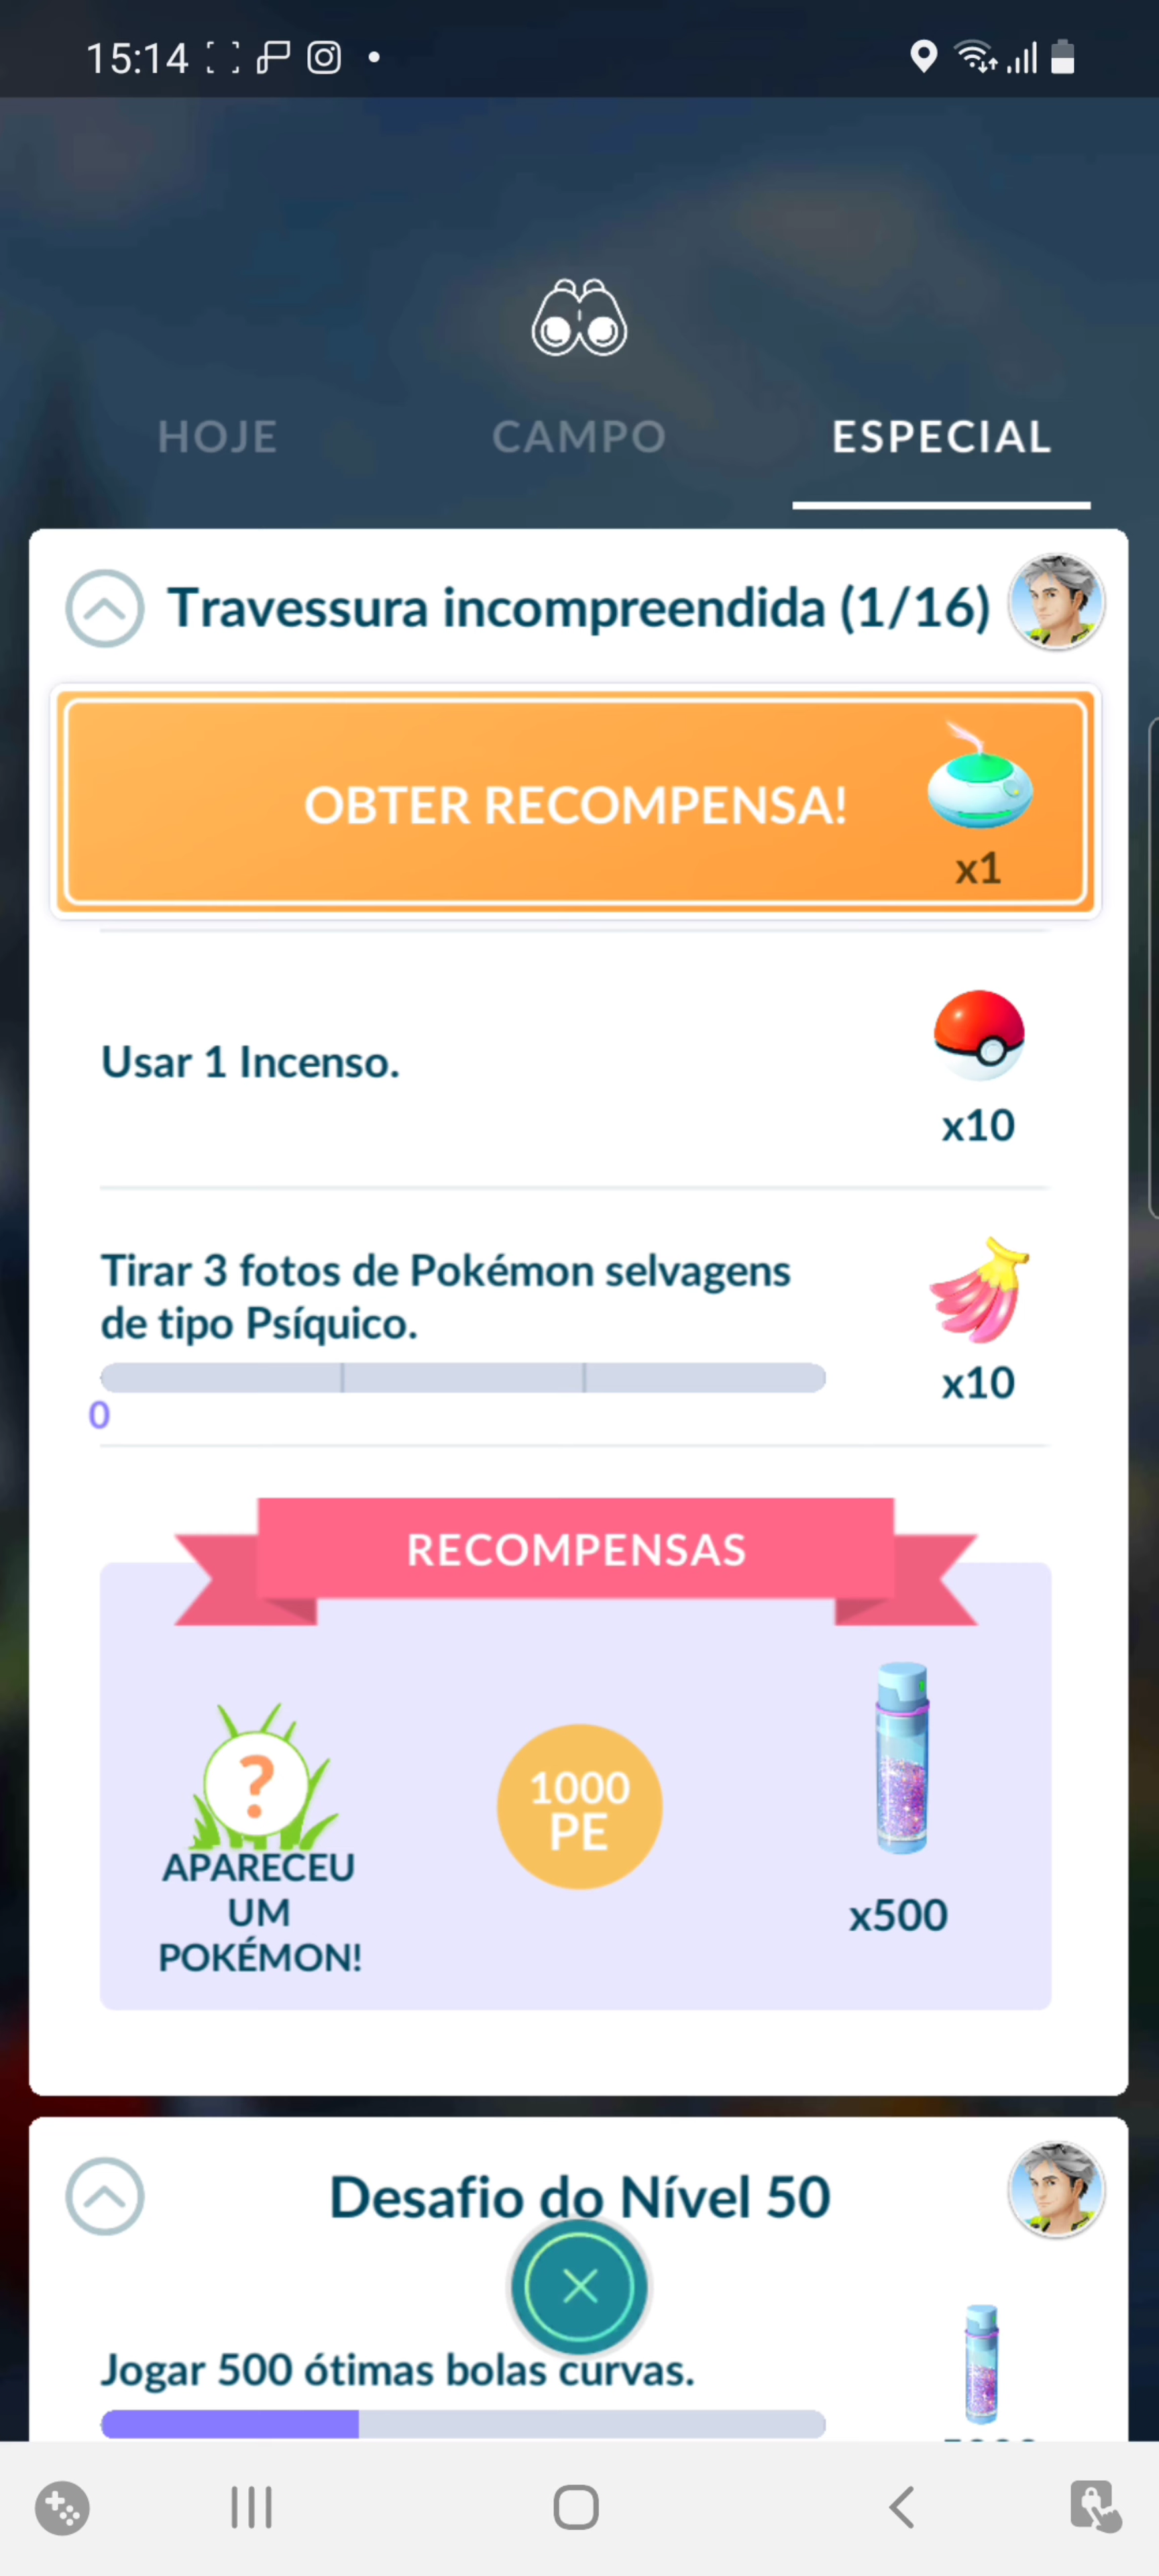 15:14
HOJE CAMPO ESPECIAL
Travessura incompreendida (1/16)
OBTER RECOMPENSA!
x1
Usar 1 Incenso.
x10
Tirar 3 fotos de Pokémon selvagens
de tipo Psíquico.
x10
0
RECOMPENSAS
?
1000
PE
APARECEU
UM
POKÉMON!
x500
Desafio do Nível 50
Jogar 500 ótimas bolas curvas.